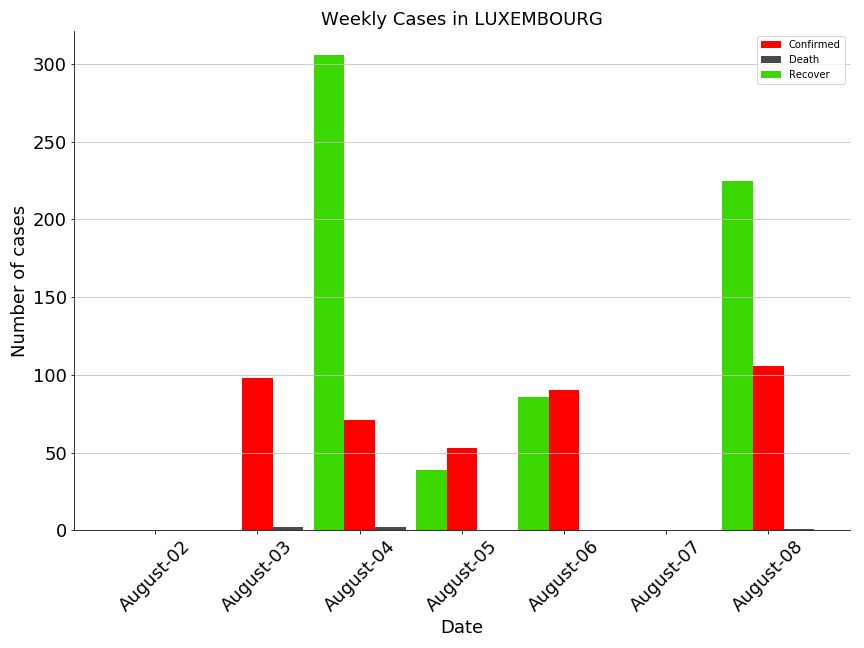 Weekly Cases in LUXEMBOURG
Confirmed
Death
Recover
Number of cases
300
250
200
150
100
50
0
August-02
August-03
August-04
August-05
August-06
August-07
August-08
Date